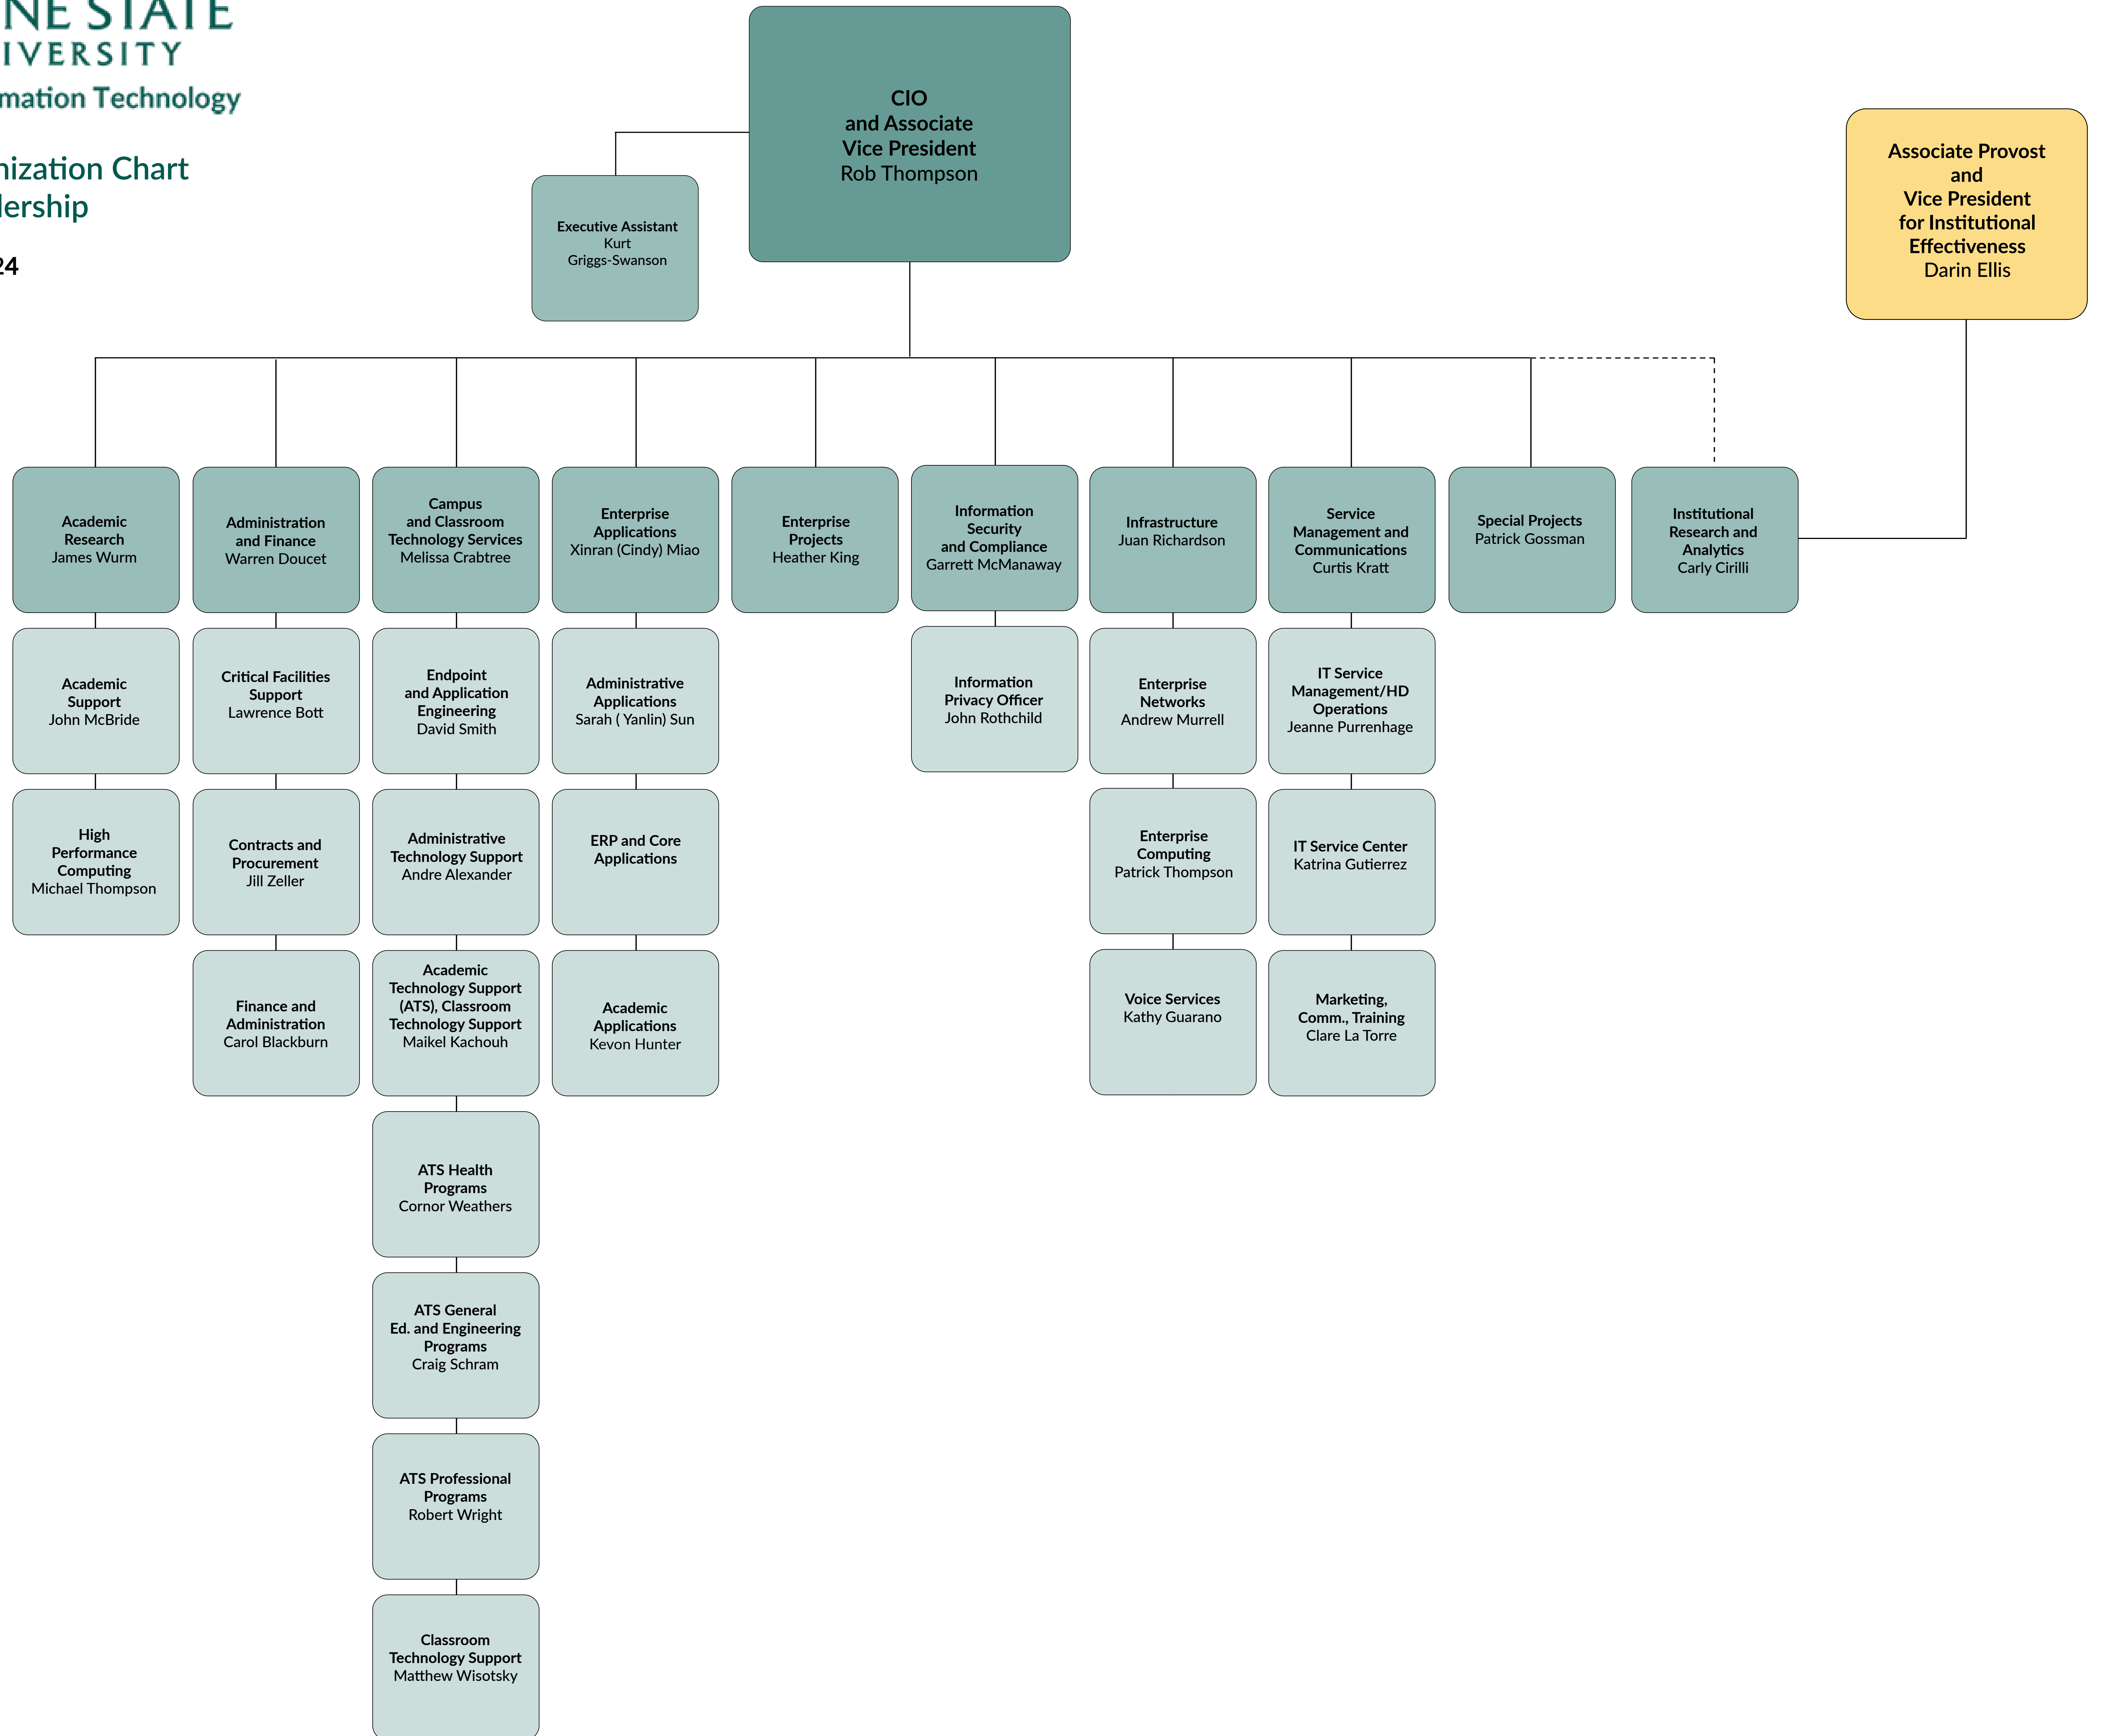 NE STATE
IVERSITY
mation Technology
nization Chart
dership
24
CIO
and Associate
Vice President
Rob Thompson
Executive Assistant
Kurt
Griggs-Swanson
Associate Provost
and
Vice President
for Institutional
Effectiveness
Darin Ellis
Academic
Research
James Wurm
Administration
and Finance
Warren Doucet
Campus
and Classroom
Technology Services
Melissa Crabtree
Enterprise
Applications
Xinran (Cindy) Miao
Enterprise
Projects
Heather King
Information
Security
and Compliance
Garrett McManaway
Infrastructure
Juan Richardson
Service
Management and
Communications
Curtis Kratt
Special Projects
Patrick Gossman
Institutional
Research and
Analytics
Carly Cirilli
Academic
Support
John McBride
Critical Facilities
Support
Lawrence Bott
Endpoint
and Application
Engineering
David Smith
Administrative
Applications
Sarah ( Yanlin) Sun
Information
Privacy Officer
John Rothchild
Enterprise
Networks
Andrew Murrell
IT Service
Management/HD
Operations
Jeanne Purrenhage
High
Performance
Computing
Michael Thompson
Contracts and
Procurement
Jill Zeller
Administrative
Technology Support
Andre Alexander
ERP and Core
Applications
Enterprise
Computing
Patrick Thompson
IT Service Center
Katrina Gutierrez
Finance and
Administration
Carol Blackburn
Academic
Technology Support
(ATS), Classroom
Technology Support
Maikel Kachouh
Academic
Applications
Kevon Hunter
Voice Services
Kathy Guarano
Marketing,
Comm., Training
Clare La Torre
ATS Health
Programs
Cornor Weathers
ATS General
Ed. and Engineering
Programs
Craig Schram
ATS Professional
Programs
Robert Wright
Classroom
Technology Support
Matthew Wisotsky